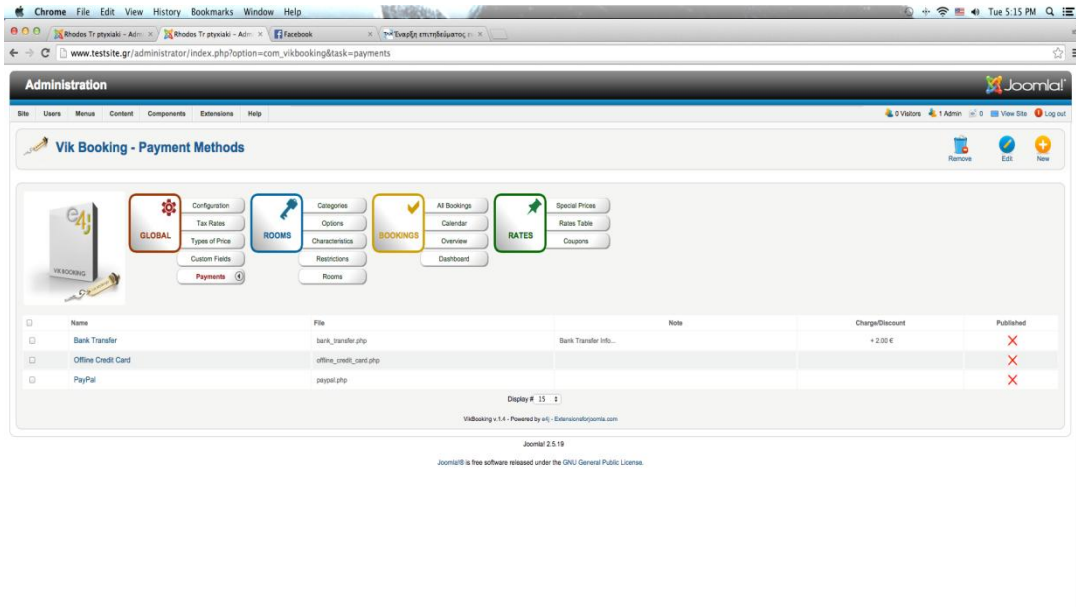 Chrome File Edit View History Bookmarks Window Help Tue 5:15 PM
Rhodos Tr ptyxiaki – Adm Rhodos Tr ptyxiaki – Adm Facebook Έναρξη επιτηδεύματος
www.testsite.gr/administrator/index.php?option=com_vikbooking&task=payments
Administration Joomla!
Site Users Menus Content Components Extensions Help 0 Visitors 1 Admin 0 View Site Log out
Vik Booking - Payment Methods Remove Edit New
e4j
VIKBOOKING
GLOBAL
Configuration
Tax Rates
Types of Price
Custom Fields
Payments
ROOMS
Categories
Options
Characteristics
Restrictions
Rooms
BOOKINGS
All Bookings
Calendar
Overview
Dashboard
RATES
Special Prices
Rates Table
Coupons
Name File Note Charge/Discount Published
Bank Transfer bank_transfer.php Bank Transfer Info... + 2.00 €
Offline Credit Card offline_credit_card.php
PayPal paypal.php
Display # 15
VikBooking v.1.4 - Powered by e4j - Extensionsforjoomla.com
Joomla! 2.5.19
Joomla!® is free software released under the GNU General Public License.